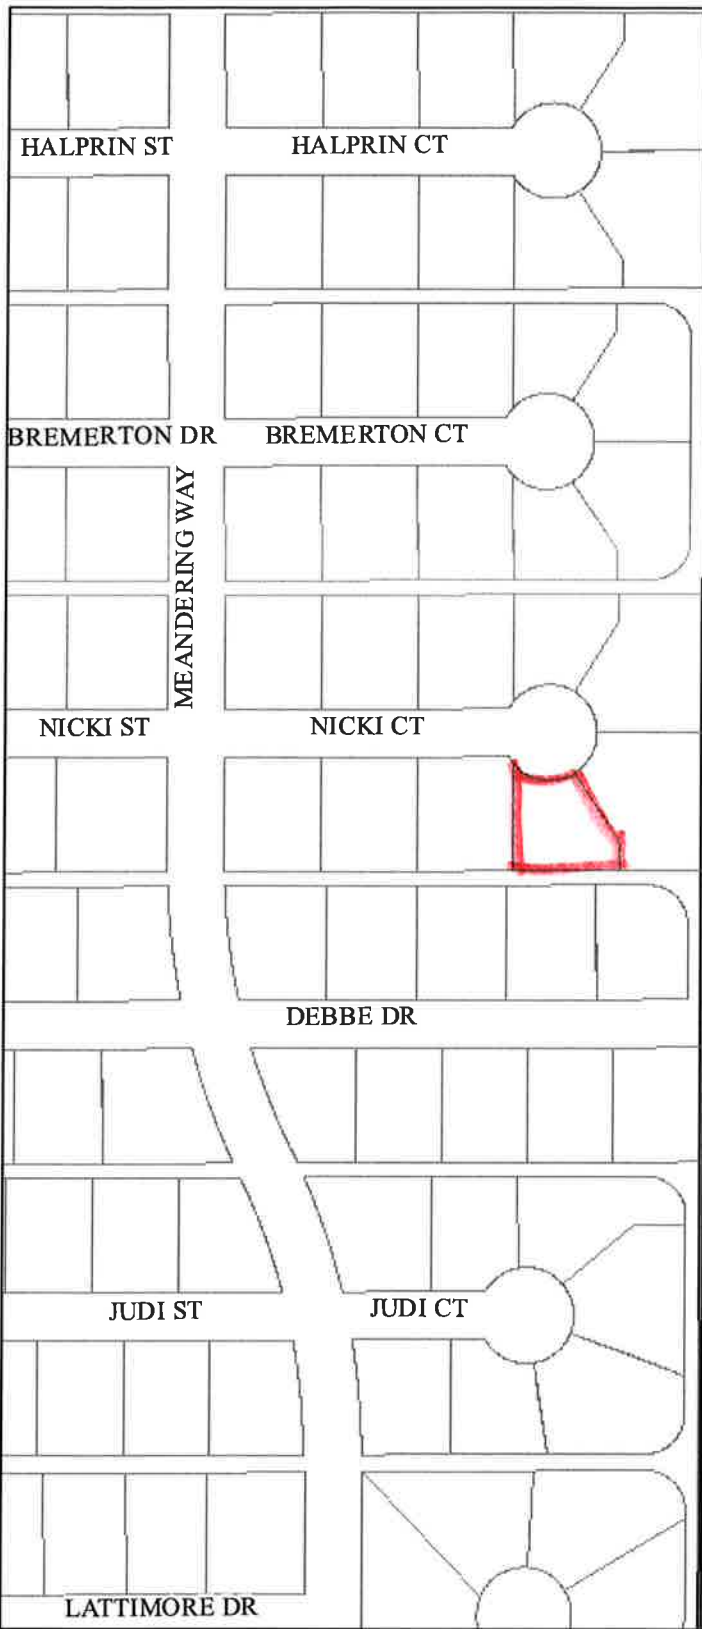 HALPRIN ST
HALPRIN CT
BREMERTON DR
BREMERTON CT
MEANDERING WAY
NICKI ST
NICKI CT
DEBBE DR
JUDI ST
JUDI CT
LATTIMORE DR